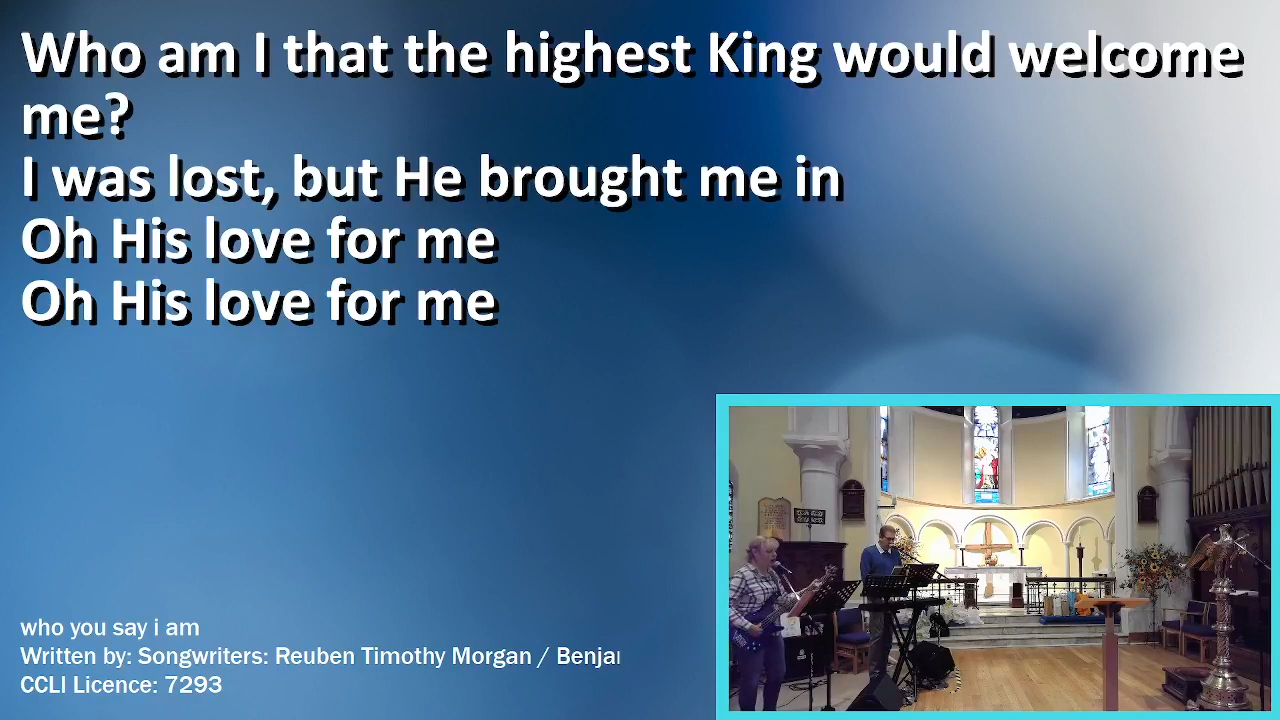 Who am I that the highest King would welcome
me?
I was lost, but He brought me in
Oh His love for me
Oh His love for me
who you say i am
Written by: Songwriters: Reuben Timothy Morgan / Benja
CCLI Licence: 7293